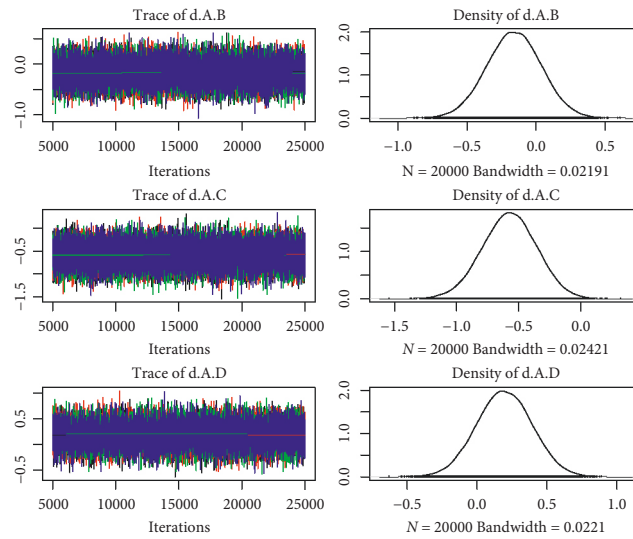 Trace of d.A.B
0.0
−1.0
5000 10000 15000 20000 25000
Iterations
Density of d.A.B
2.0
1.0
0.0
−1.0 −0.5 0.0 0.5
N = 20000 Bandwidth = 0.02191
Trace of d.A.C
−0.5
−1.5
5000 10000 15000 20000 25000
Iterations
Density of d.A.C
1.0
0.0
−1.5 −1.0 −0.5 0.0
N = 20000 Bandwidth = 0.02421
Trace of d.A.D
0.5
−0.5
5000 10000 15000 20000 25000
Iterations
Density of d.A.D
2.0
1.0
0.0
−0.5 0.0 0.5 1.0
N = 20000 Bandwidth = 0.0221